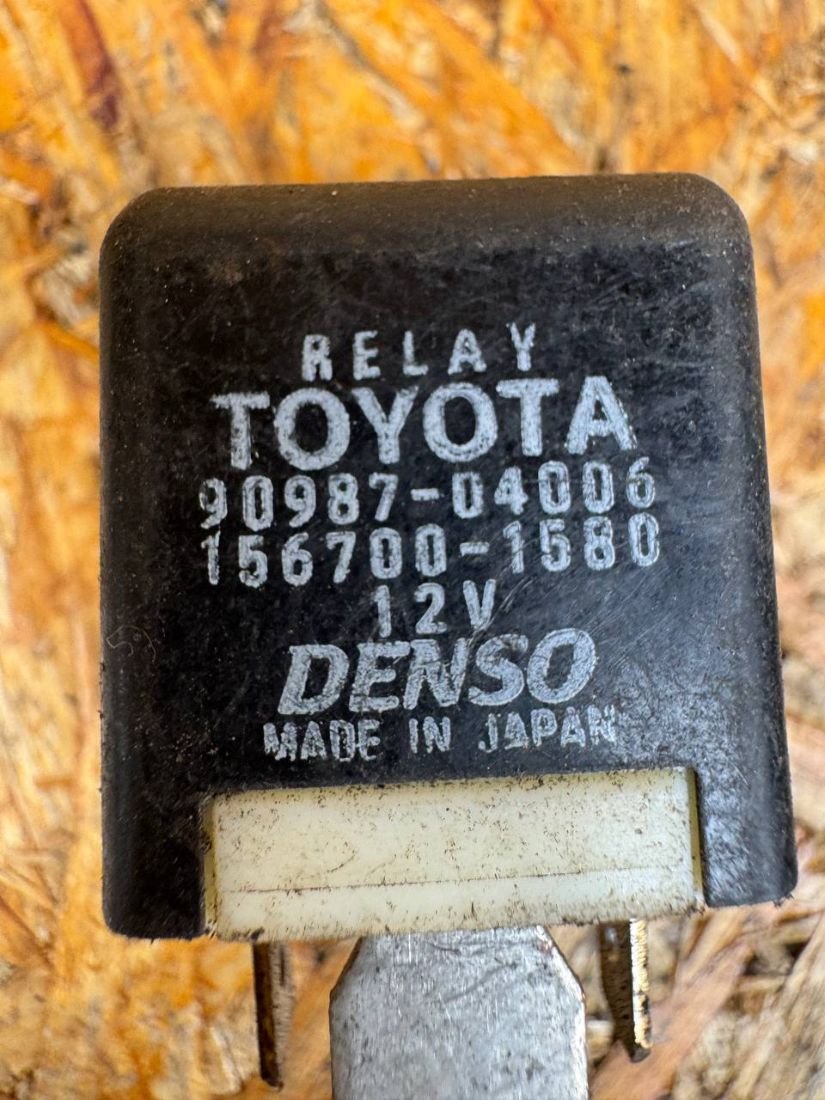 RELAY
TOYOTA
90987-04006
156700-1580
12V
DENSO
MADE IN JAPAN